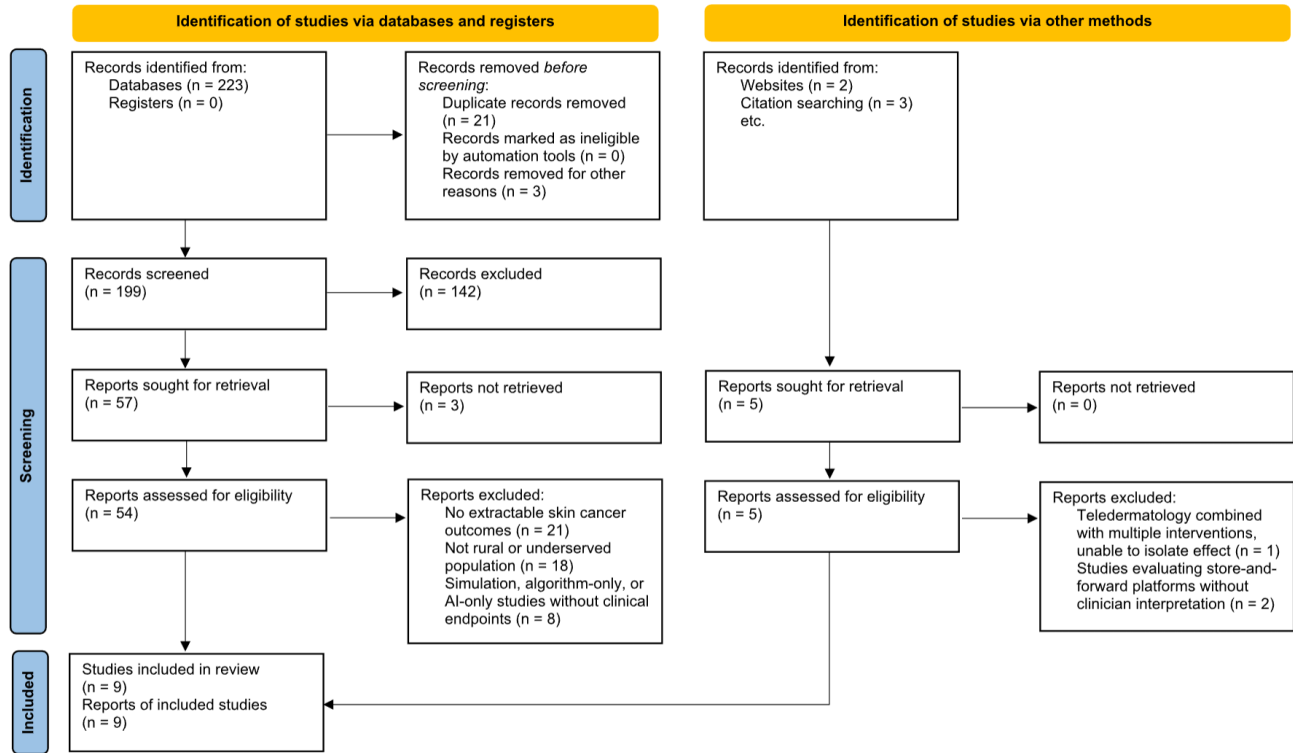 Identification of studies via databases and registers
Identification of studies via other methods
Identification
Records identified from:
Databases (n = 223)
Registers (n = 0)
Records removed before
screening:
Duplicate records removed
(n = 21)
Records marked as ineligible
by automation tools (n = 0)
Records removed for other
reasons (n = 3)
Records identified from:
Websites (n = 2)
Citation searching (n = 3)
etc.
Screening
Records screened
(n = 199)
Records excluded
(n = 142)
Reports sought for retrieval
(n = 57)
Reports not retrieved
(n = 3)
Reports sought for retrieval
(n = 5)
Reports not retrieved
(n = 0)
Reports assessed for eligibility
(n = 54)
Reports excluded:
No extractable skin cancer
outcomes (n = 21)
Not rural or underserved
population (n = 18)
Simulation, algorithm-only, or
AI-only studies without clinical
endpoints (n = 8)
Reports assessed for eligibility
(n = 5)
Reports excluded:
Teledermatology combined
with multiple interventions,
unable to isolate effect (n = 1)
Studies evaluating store-and-
forward platforms without
clinician interpretation (n = 2)
Included
Studies included in review
(n = 9)
Reports of included studies
(n = 9)